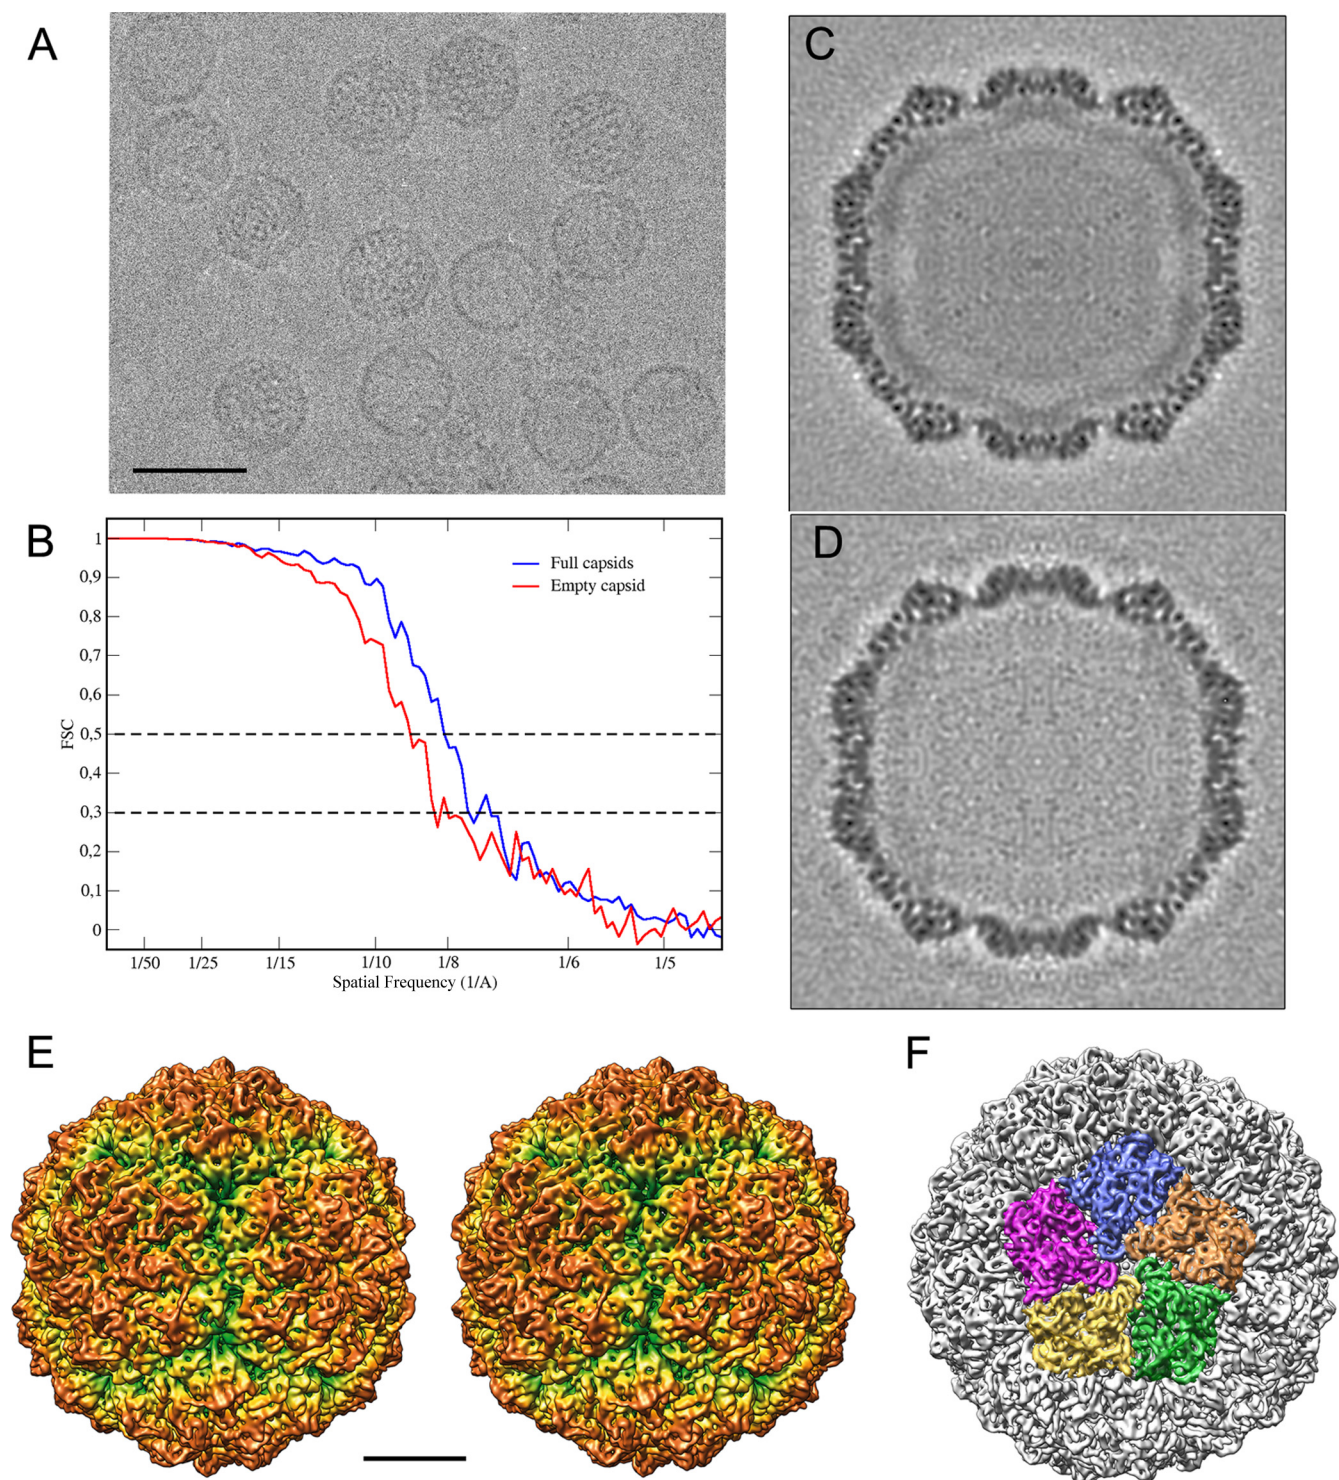 A
C
B
1
0,9
0,8
0,7
0,6
0,5
0,4
0,3
0,2
0,1
0
FSC
Full capsids
Empty capsid
1/50 1/25 1/15 1/10 1/8 1/6 1/5
Spatial Frequency (1/A)
D
E
F